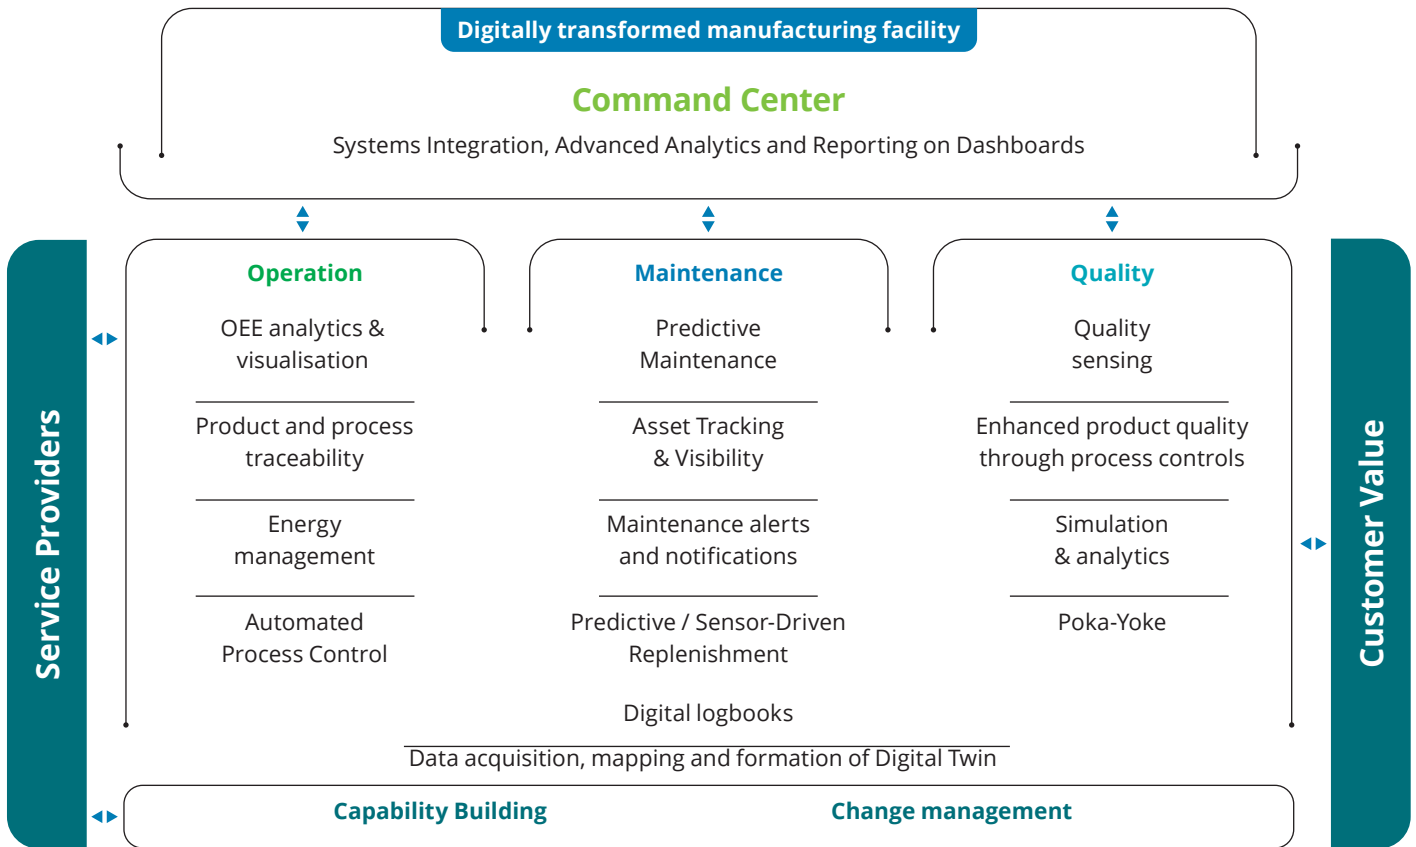 Digitally transformed manufacturing facility
Command Center
Systems Integration, Advanced Analytics and Reporting on Dashboards
Service Providers
Operation
OEE analytics &
visualisation
Product and process
traceability
Energy
management
Automated
Process Control
Maintenance
Predictive
Maintenance
Asset Tracking
& Visibility
Maintenance alerts
and notifications
Predictive / Sensor-Driven
Replenishment
Quality
Quality
sensing
Enhanced product quality
through process controls
Simulation
& analytics
Poka-Yoke
Customer Value
Digital logbooks
Data acquisition, mapping and formation of Digital Twin
Capability Building
Change management